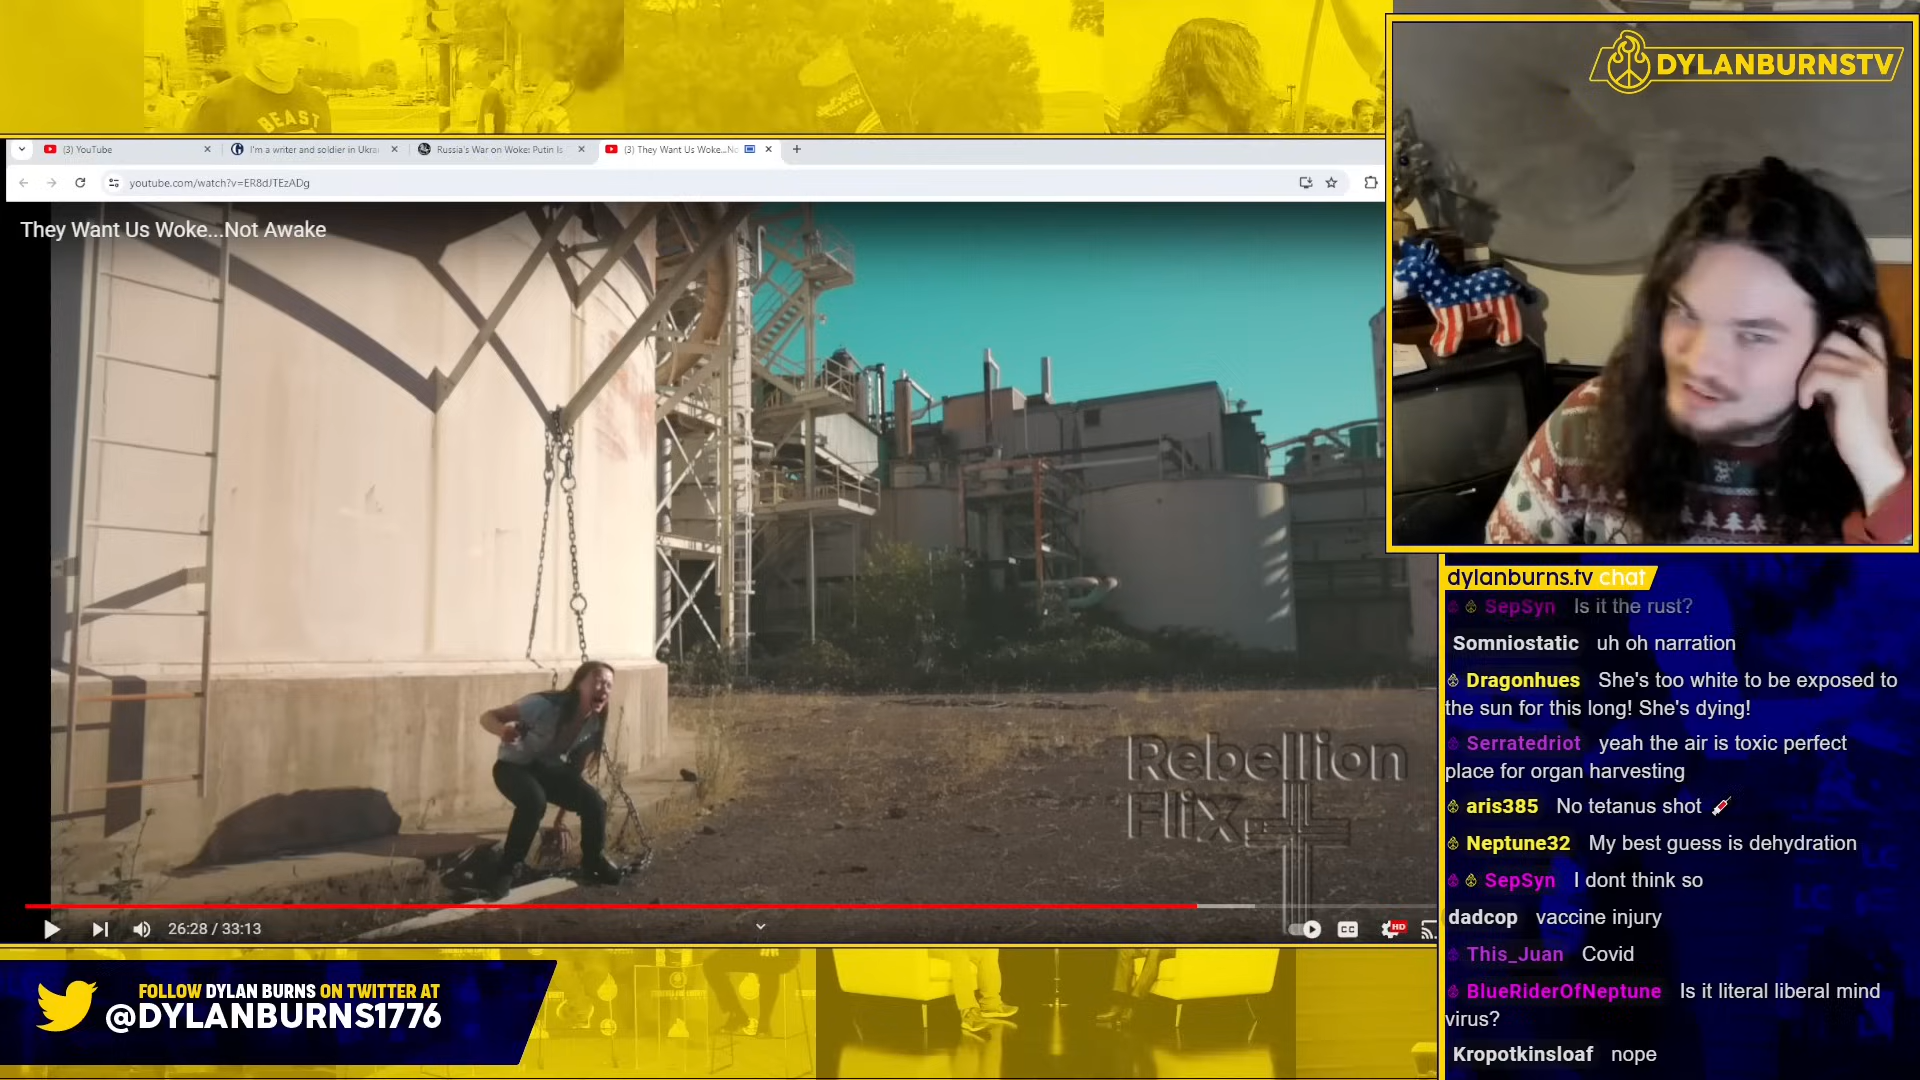 BEAST
DYLANBURNSTV
(3) YouTube
I'm a writer and soldier in Ukra
Russia's War on Woke: Putin Is
(3) They Want Us Woke...No
youtube.com/watch?v=ER8dJTEzADg
They Want Us Woke...Not Awake
Rebellion
Flix
26:28 / 33:13
CC
HD
dylanburns.tv chat
SepSyn Is it the rust?
Somniostatic uh oh narration
Dragonhues She's too white to be exposed to
the sun for this long! She's dying!
Serratedriot yeah the air is toxic perfect
place for organ harvesting
aris385 No tetanus shot
Neptune32 My best guess is dehydration
SepSyn I dont think so
dadcop vaccine injury
This_Juan Covid
BlueRiderOfNeptune Is it literal liberal mind
virus?
Kropotkinsloaf nope
FOLLOW DYLAN BURNS ON TWITTER AT
@DYLANBURNS1776